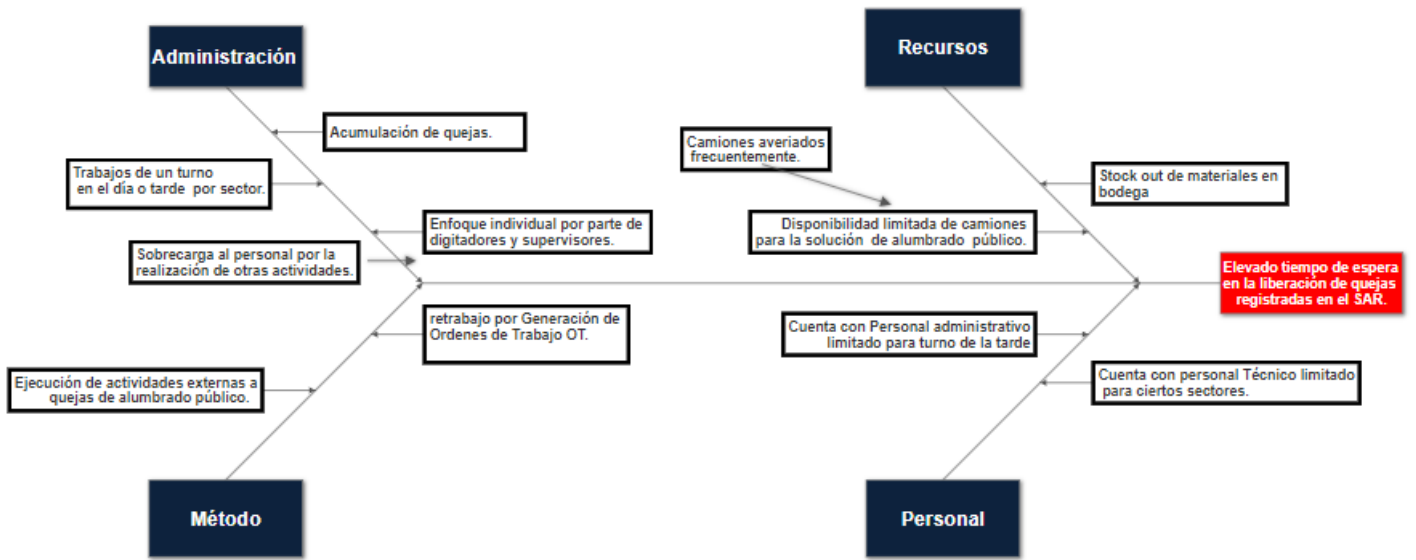 Administración
Recursos
Acumulación de quejas.
Camiones averiados
frecuentemente.
Trabajos de un turno
en el día o tarde por sector.
Stock out de materiales en
bodega
Enfoque individual por parte de
digitadores y supervisores.
Disponibilidad limitada de camiones
para la solución de alumbrado público.
Sobrecarga al personal por la
realización de otras actividades.
Elevado tiempo de espera
en la liberación de quejas
registradas en el SAR.
retrabajo por Generación de
Ordenes de Trabajo OT.
Cuenta con Personal administrativo
limitado para turno de la tarde
Ejecución de actividades externas a
quejas de alumbrado público.
Cuenta con personal Técnico limitado
para ciertos sectores.
Método
Personal